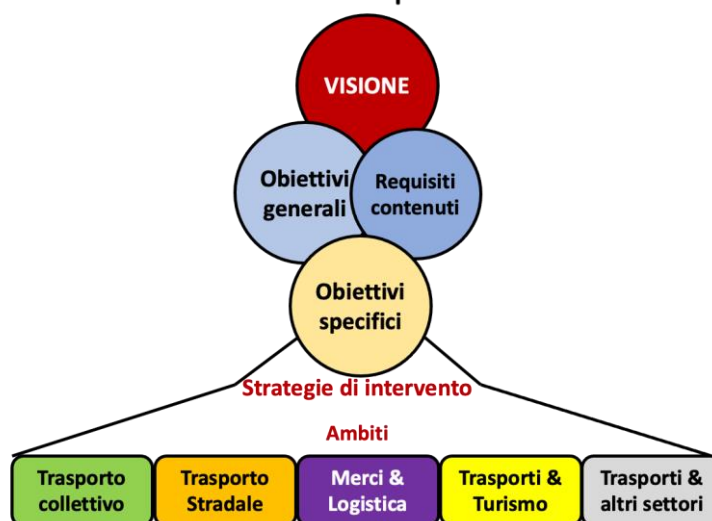 VISIONE
Obiettivi
generali
Requisiti
contenuti
Obiettivi
specifici
Strategie di intervento
Ambiti
Trasporto
collettivo
Trasporto
Stradale
Merci &
Logistica
Trasporti &
Turismo
Trasporti &
altri settori